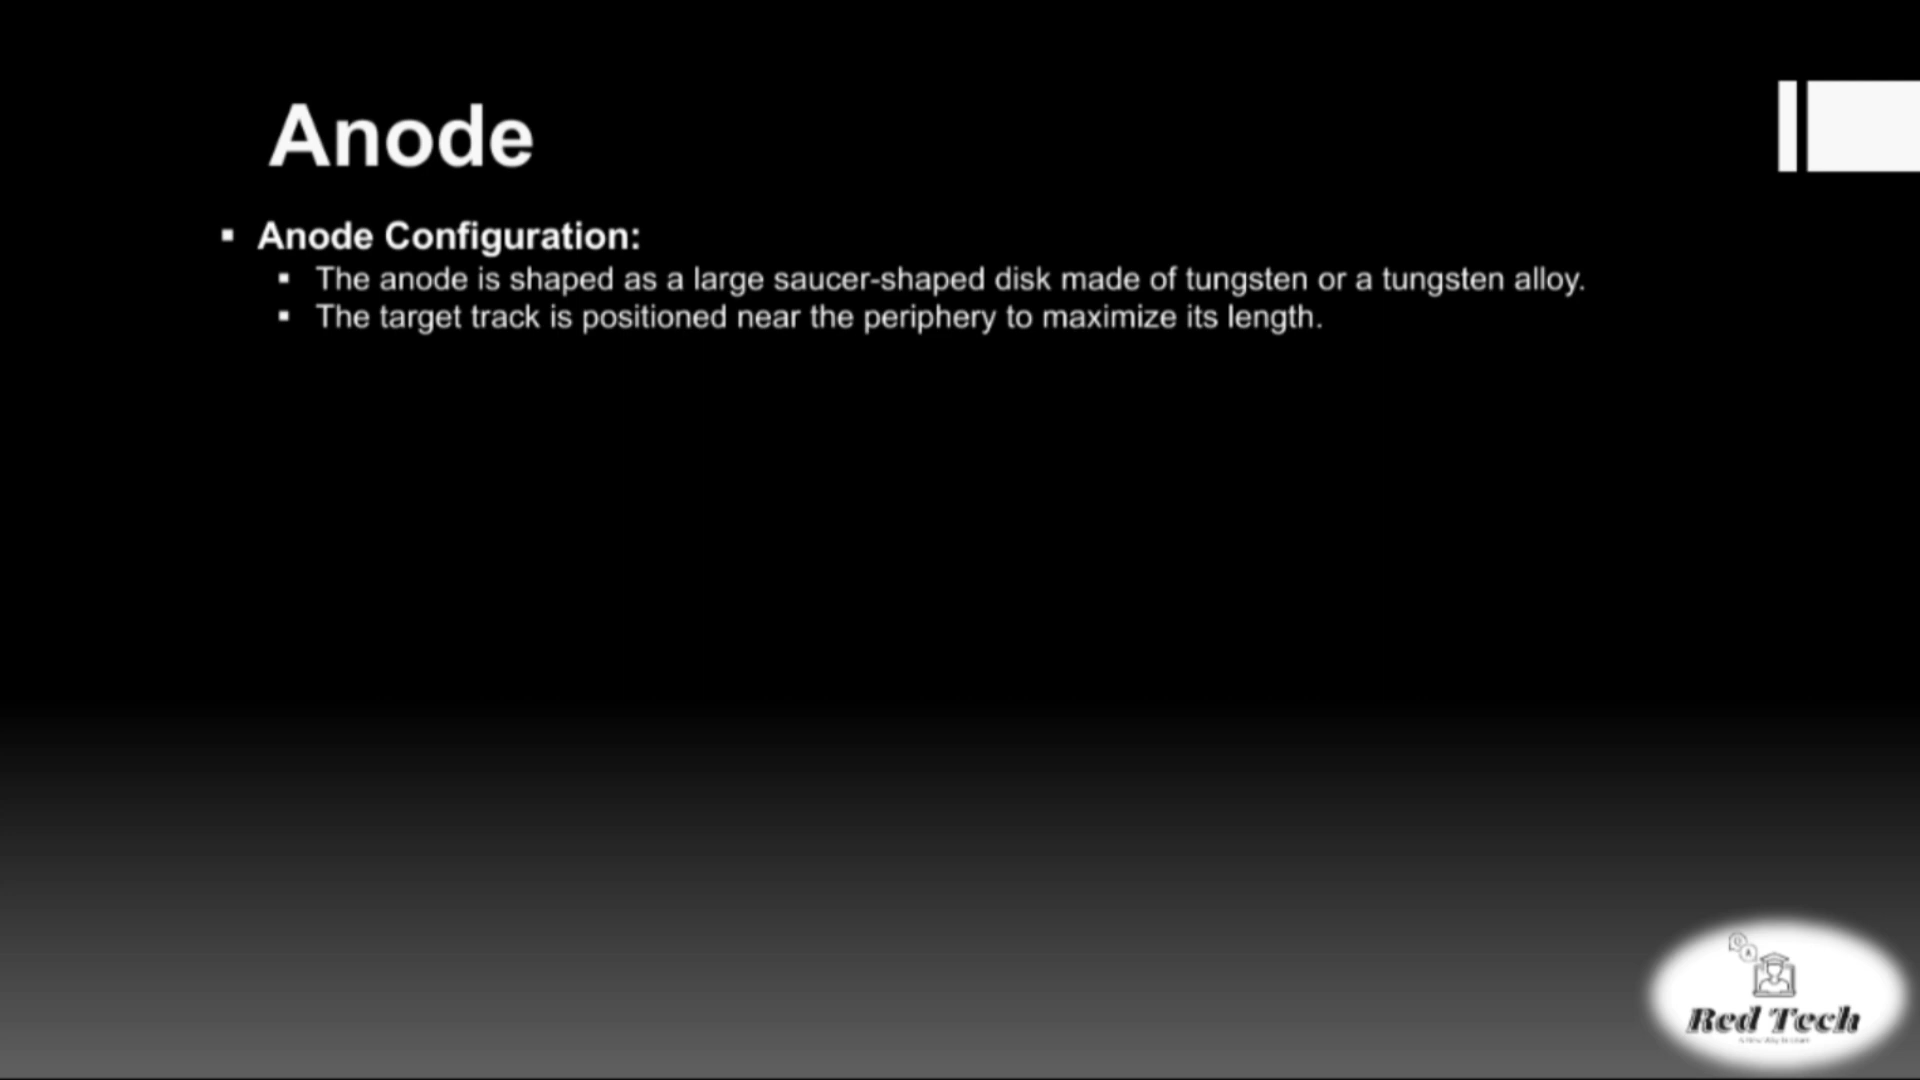 Anode
▪ Anode Configuration:
▪ The anode is shaped as a large saucer-shaped disk made of tungsten or a tungsten alloy.
▪ The target track is positioned near the periphery to maximize its length.
Q
A
Red Tech